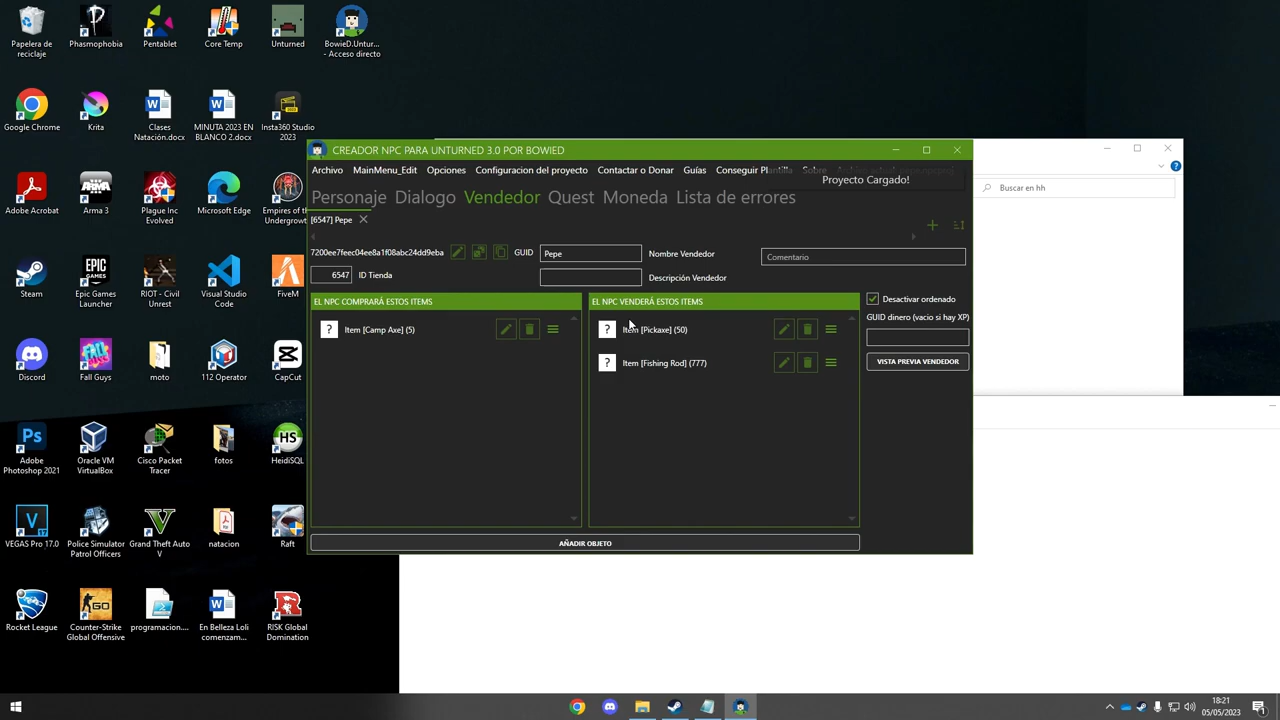 Papelera de
reciclaje
Phasmophobia
Pentablet
Core Temp
Unturned
BowieD.Untur...
- Acceso directo
Google Chrome
Krita
Clases
Natación.docx
MINUTA 2023 EN
BLANCO 2.docx
Insta360 Studio
2023
Adobe Acrobat
Arma 3
Plague Inc
Evolved
Microsoft Edge
Empires of the
Undergrowth
Steam
Epic Games
Launcher
RIOT - Civil
Unrest
Visual Studio
Code
FiveM
Discord
Fall Guys
moto
112 Operator
CapCut
Adobe
Photoshop 2021
Oracle VM
VirtualBox
Cisco Packet
Tracer
fotos
HeidiSQL
VEGAS Pro 17.0
Police Simulator
Patrol Officers
Grand Theft Auto
V
natacion
Raft
Rocket League
Counter-Strike
Global Offensive
programacion....
En Belleza Loli
comenzam...
RISK Global
Domination
CREADOR NPC PARA UNTURNED 3.0 POR BOWIED
Archivo MainMenu_Edit Opciones Configuracion del proyecto Contactar o Donar Guías Conseguir Plantilla Sobre
Proyecto Cargado!
Personaje Dialogo Vendedor Quest Moneda Lista de errores
[6547] Pepe
7200ee7feec04ee8a1f08abc24dd9eba GUID Pepe Nombre Vendedor Comentario
6547 ID Tienda Descripción Vendedor
EL NPC COMPRARÁ ESTOS ITEMS
? Item [Camp Axe] (5)
EL NPC VENDERÁ ESTOS ITEMS
? Item [Pickaxe] (50)
? Item [Fishing Rod] (777)
Desactivar ordenado
GUID dinero (vacio si hay XP)
VISTA PREVIA VENDEDOR
AÑADIR OBJETO
Buscar en hh
18:21
05/05/2023